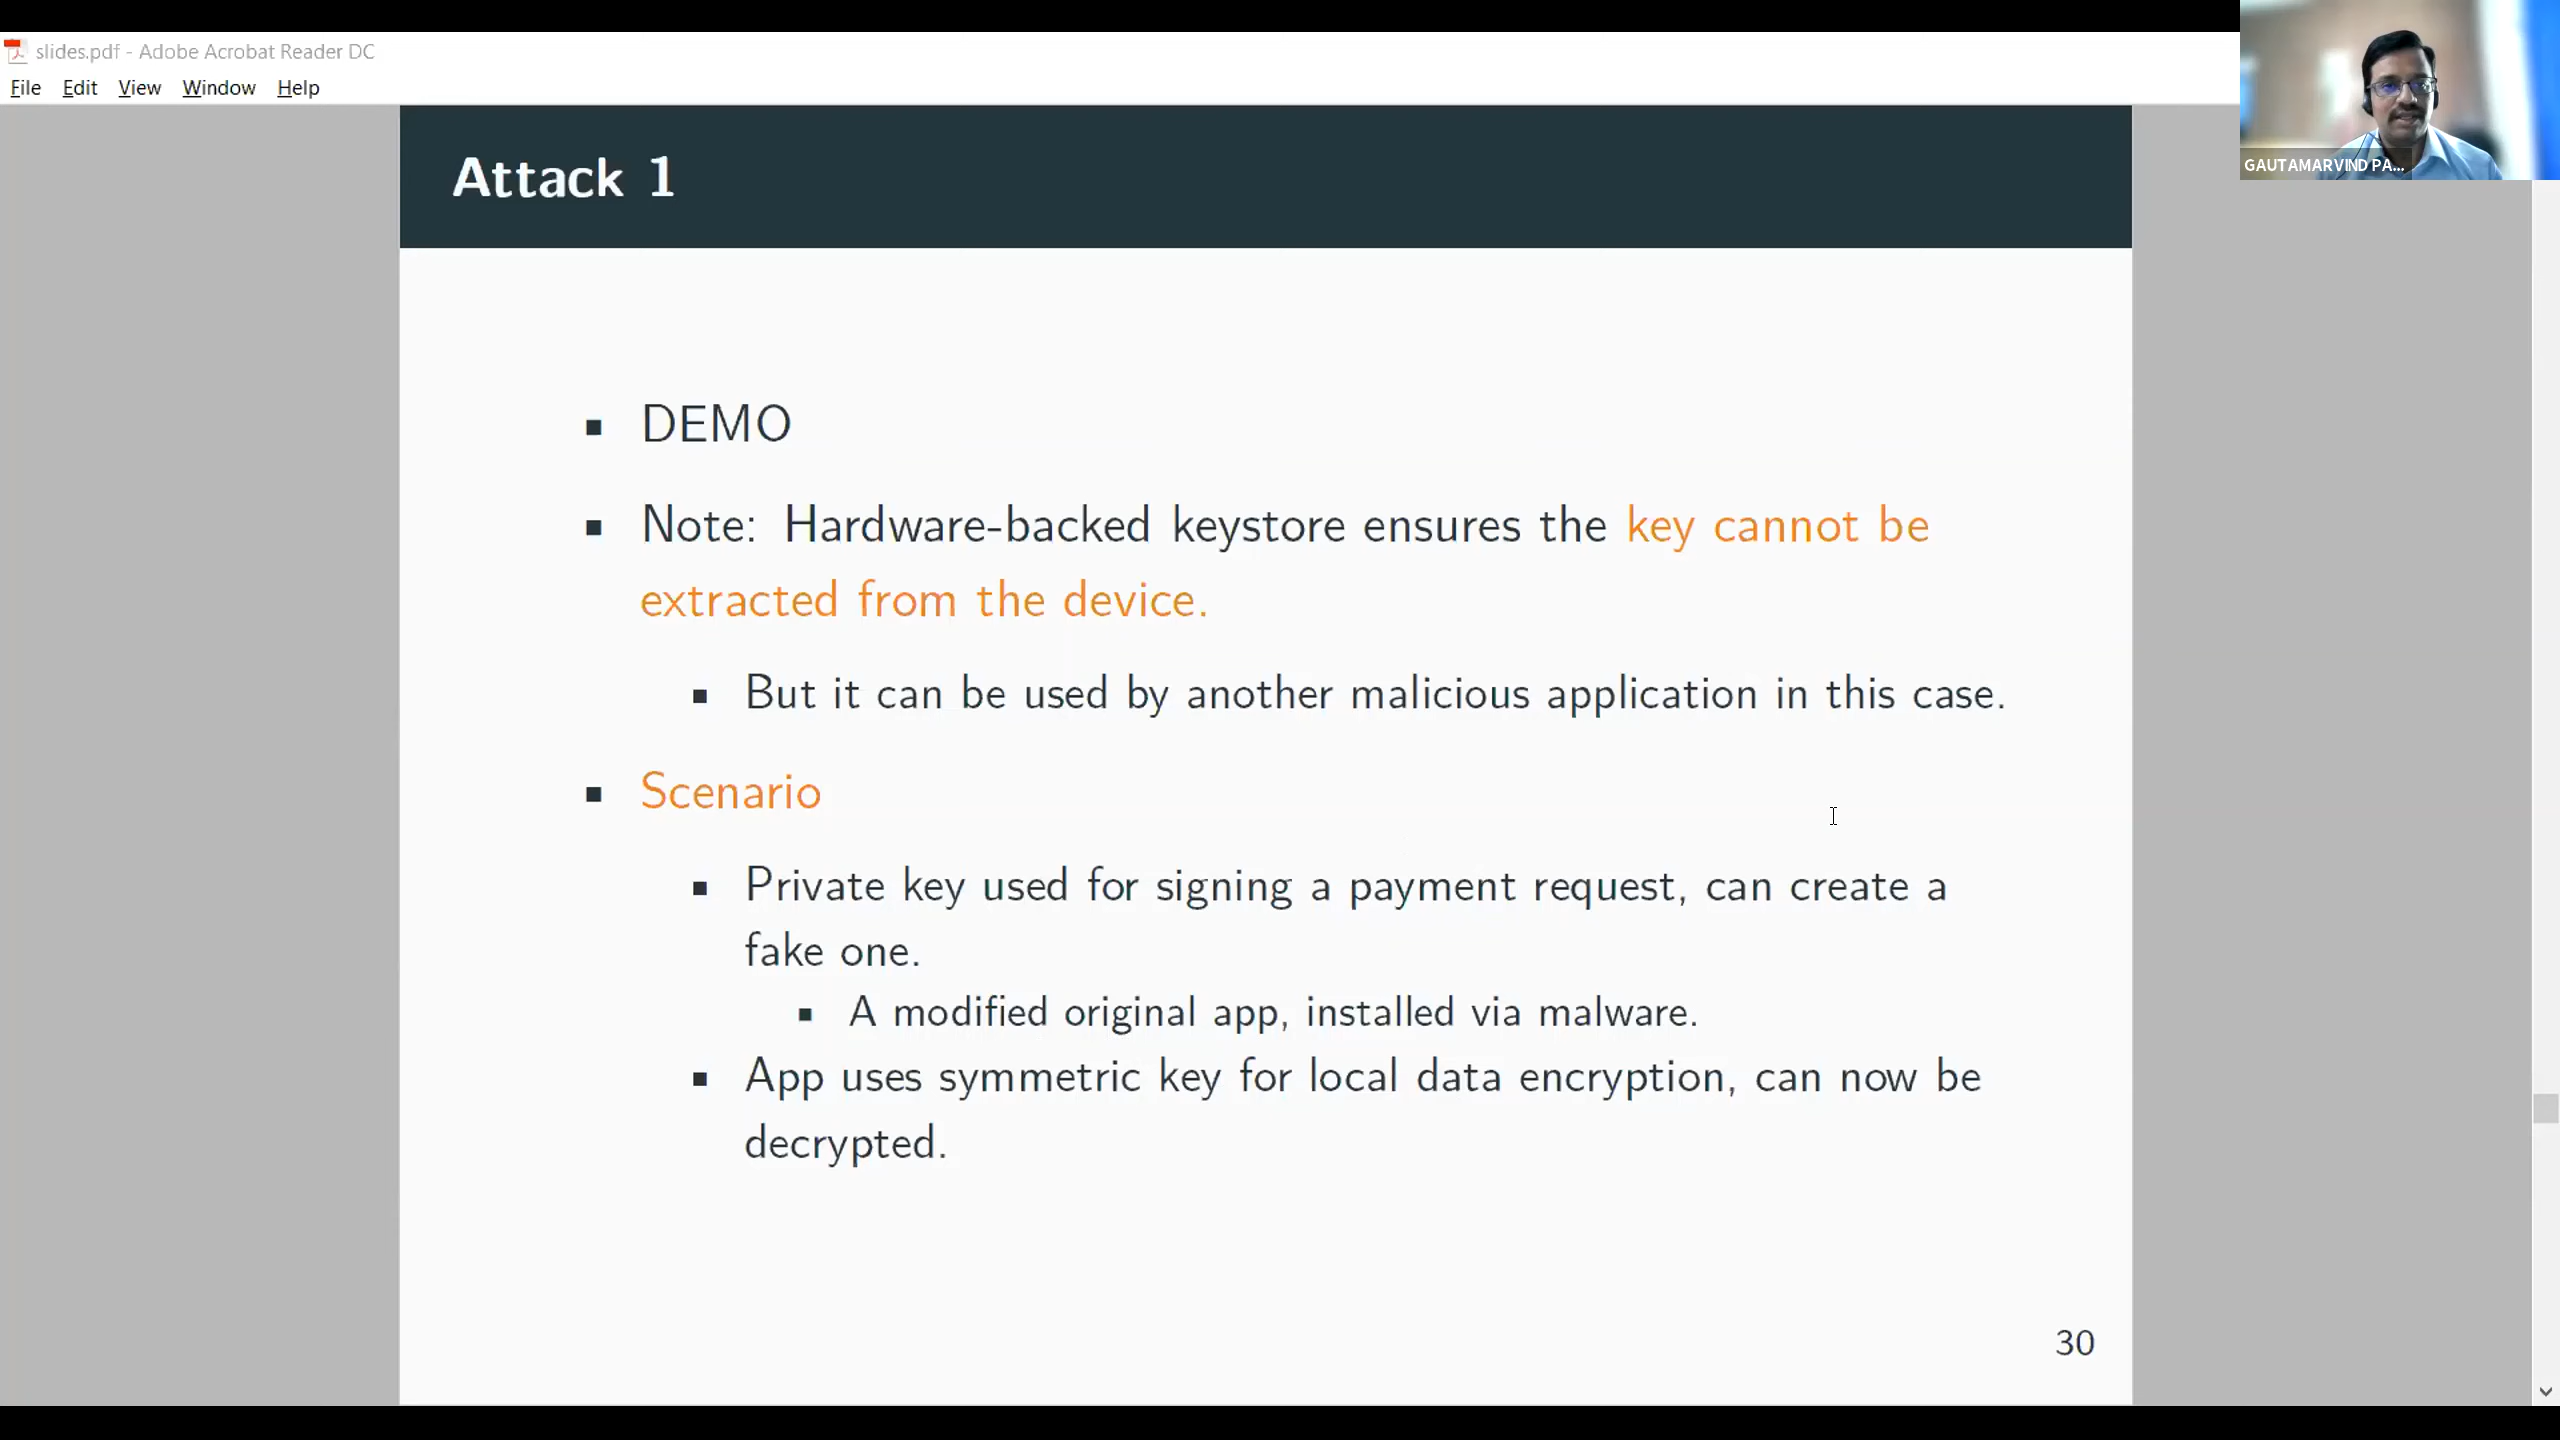 slides.pdf - Adobe Acrobat Reader DC
File Edit View Window Help
GAUTAMARVIND PA...
Attack 1
DEMO
Note: Hardware-backed keystore ensures the key cannot be
extracted from the device.
But it can be used by another malicious application in this case.
Scenario
Private key used for signing a payment request, can create a
fake one.
A modified original app, installed via malware.
App uses symmetric key for local data encryption, can now be
decrypted.
30